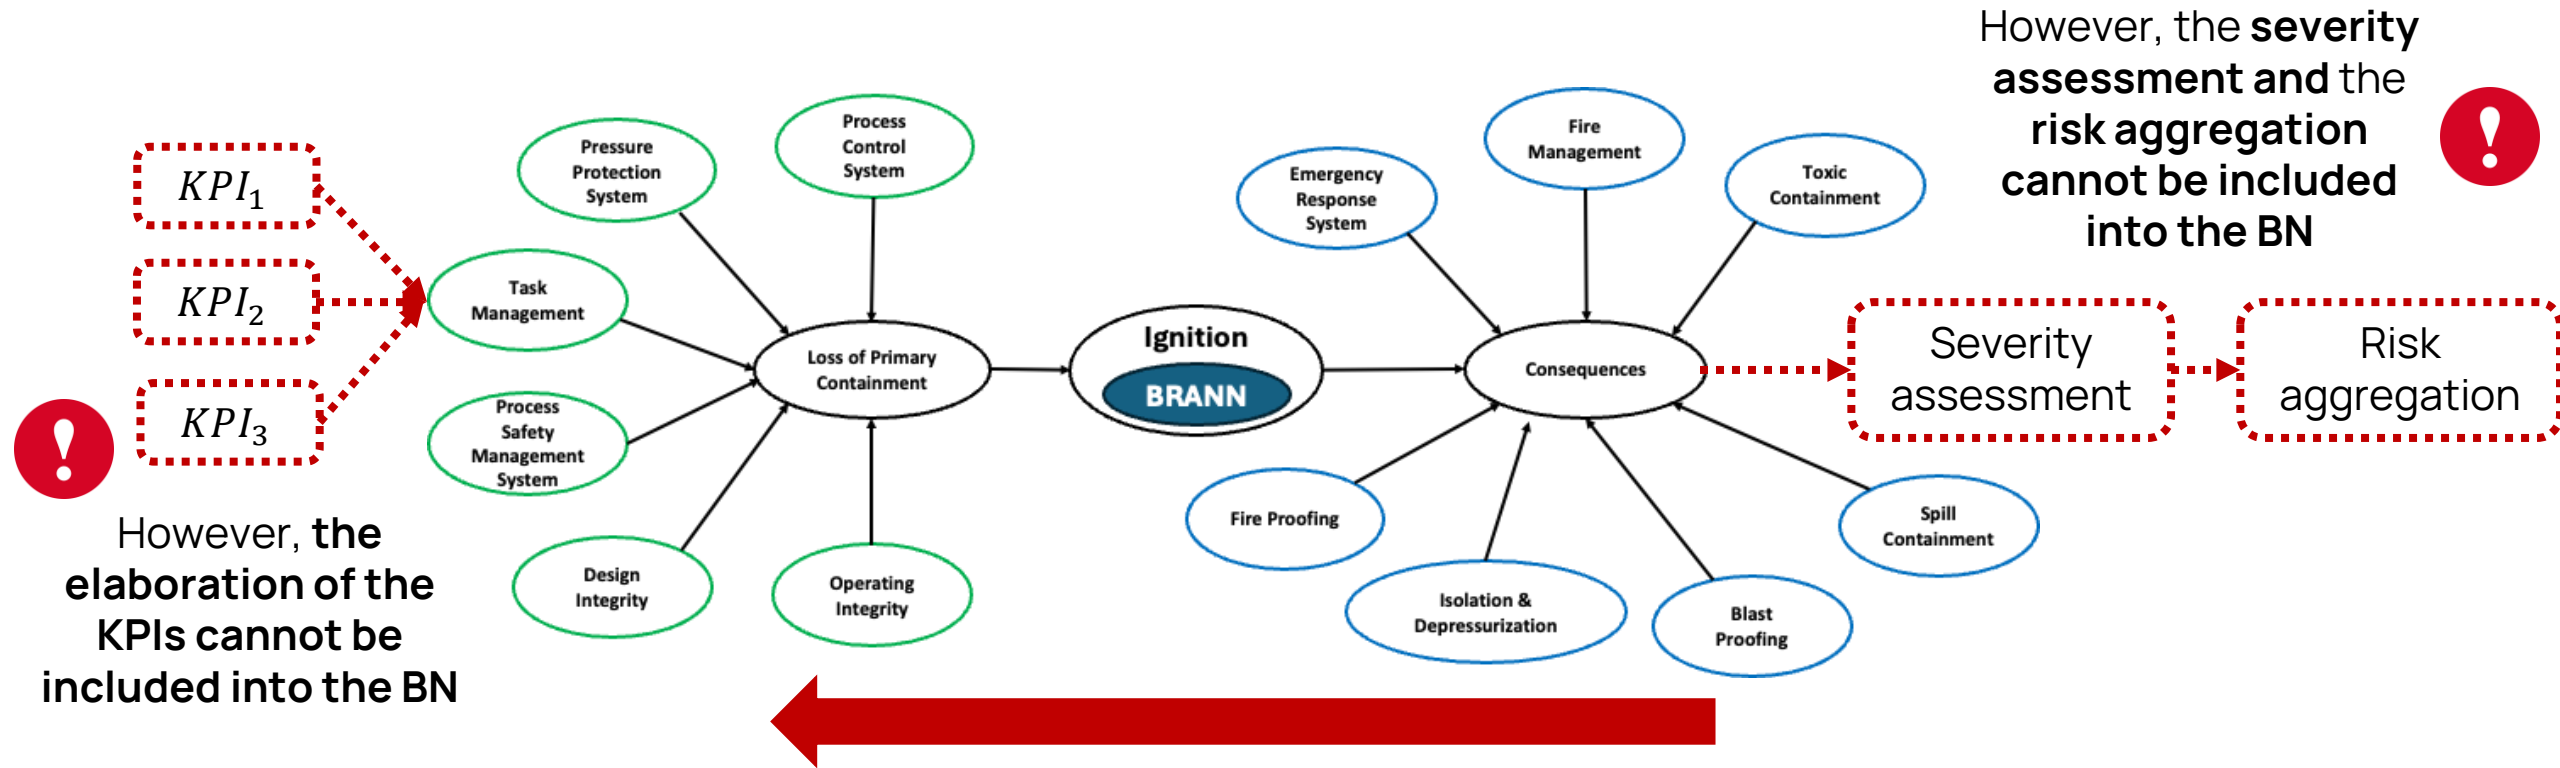 However, the severity
assessment and the
risk aggregation
cannot be included
into the BN
!
KPI₁
KPI₂
KPI₃
!
However, the
elaboration of the
KPIs cannot be
included into the BN
Pressure
Protection
System
Process
Control
System
Task
Management
Process
Safety
Management
System
Design
Integrity
Operating
Integrity
Loss of Primary
Containment
Ignition
BRANN
Emergency
Response
System
Fire
Management
Toxic
Containment
Consequences
Fire Proofing
Isolation &
Depressurization
Blast
Proofing
Spill
Containment
Severity
assessment
Risk
aggregation